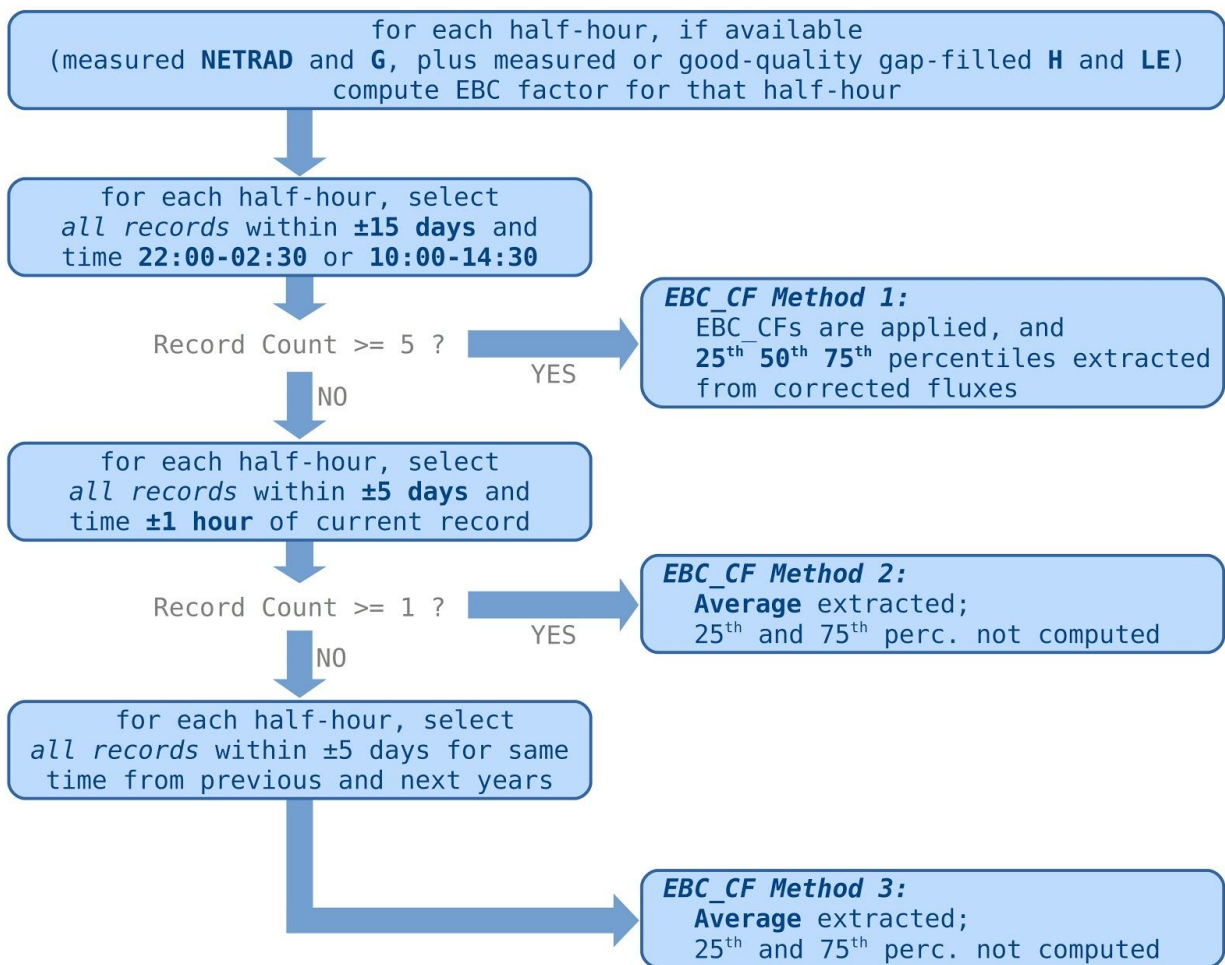 for each half-hour, if available
(measured NETRAD and G, plus measured or good-quality gap-filled H and LE)
compute EBC factor for that half-hour
for each half-hour, select
all records within ±15 days and
time 22:00-02:30 or 10:00-14:30
Record Count >= 5 ?
YES
NO
EBC_CF Method 1:
EBC_CFs are applied, and
25th 50th 75th percentiles extracted
from corrected fluxes
for each half-hour, select
all records within ±5 days and
time ±1 hour of current record
Record Count >= 1 ?
YES
NO
EBC_CF Method 2:
Average extracted;
25th and 75th perc. not computed
for each half-hour, select
all records within ±5 days for same
time from previous and next years
EBC_CF Method 3:
Average extracted;
25th and 75th perc. not computed